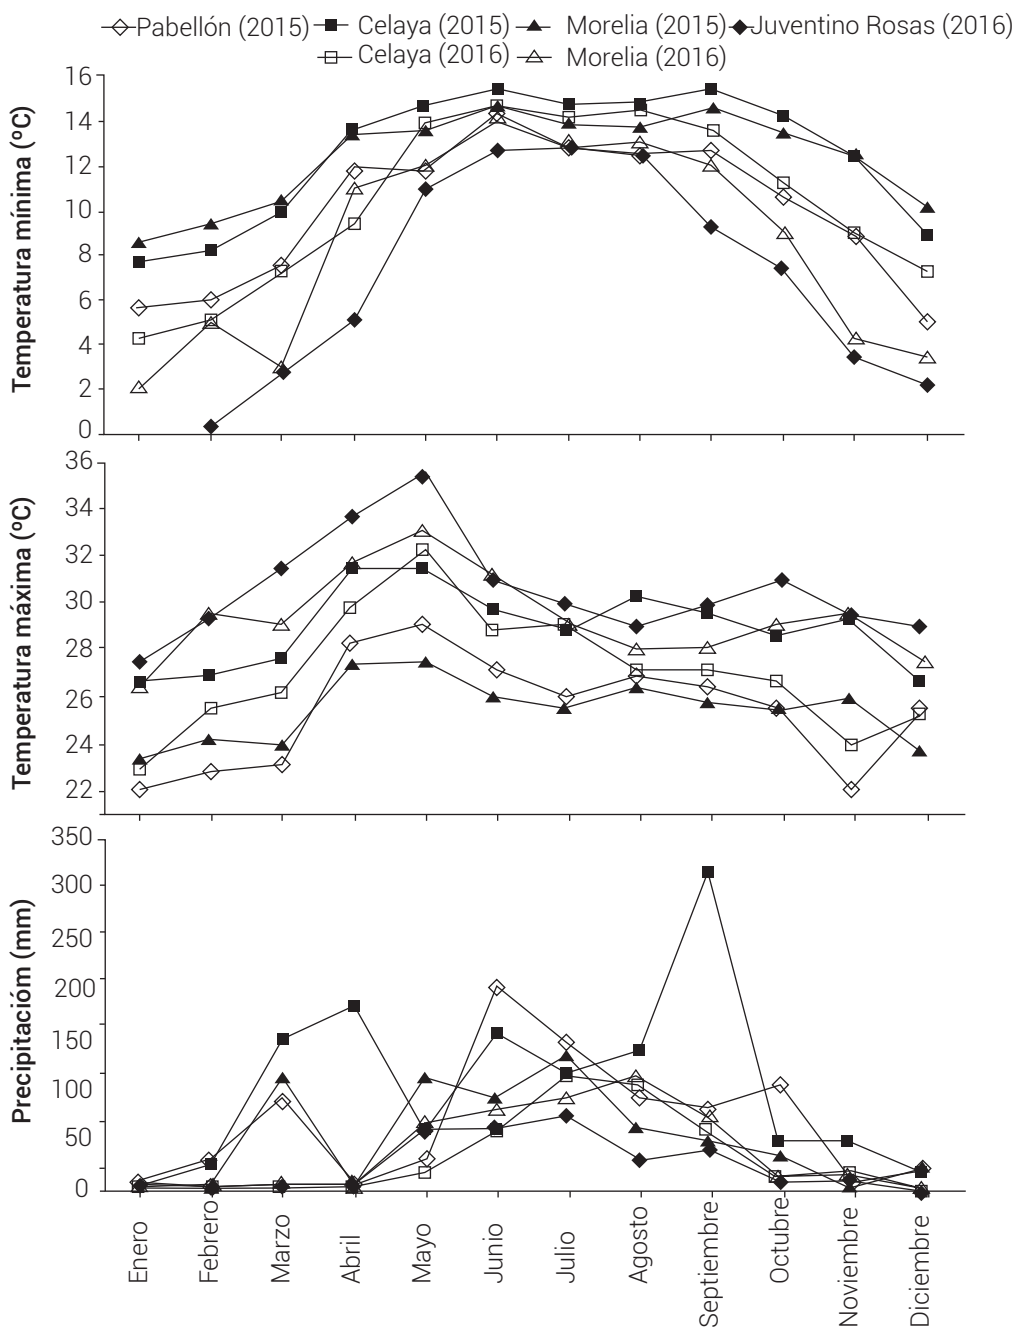 Pabellón (2015) Celaya (2015) Morelia (2015) Juventino Rosas (2016)
Celaya (2016) Morelia (2016)
Temperatura mínima (ºC)
16
14
12
10
8
6
4
2
0
Temperatura máxima (ºC)
36
34
32
30
28
26
24
22
Precipitacióm (mm)
350
300
250
200
150
100
50
0
Enero
Febrero
Marzo
Abril
Mayo
Junio
Julio
Agosto
Septiembre
Octubre
Noviembre
Diciembre